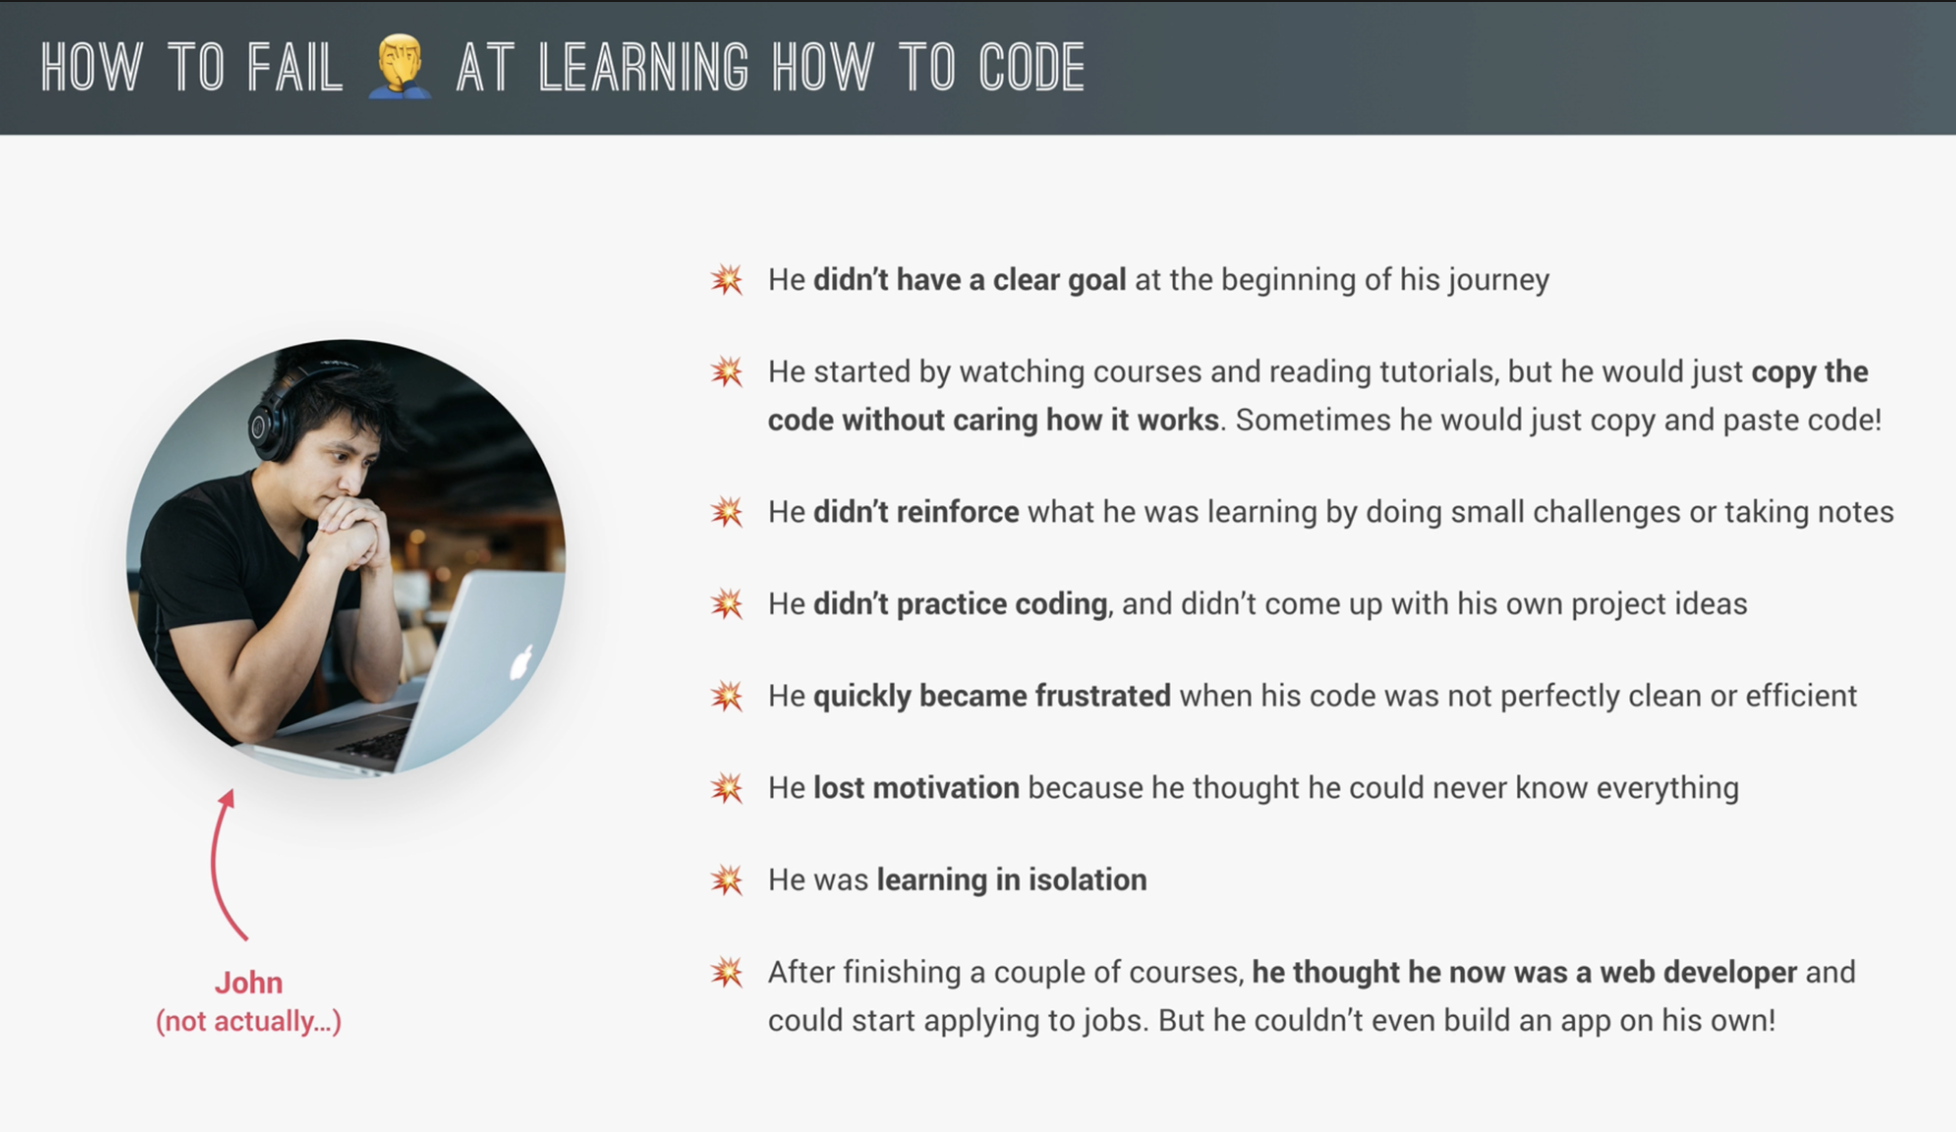 HOW TO FAIL 🤦‍♂️ AT LEARNING HOW TO CODE
He didn’t have a clear goal at the beginning of his journey
He started by watching courses and reading tutorials, but he would just copy the
code without caring how it works. Sometimes he would just copy and paste code!
He didn’t reinforce what he was learning by doing small challenges or taking notes
He didn’t practice coding, and didn’t come up with his own project ideas
He quickly became frustrated when his code was not perfectly clean or efficient
He lost motivation because he thought he could never know everything
He was learning in isolation
After finishing a couple of courses, he thought he now was a web developer and
could start applying to jobs. But he couldn’t even build an app on his own!
John
(not actually…)